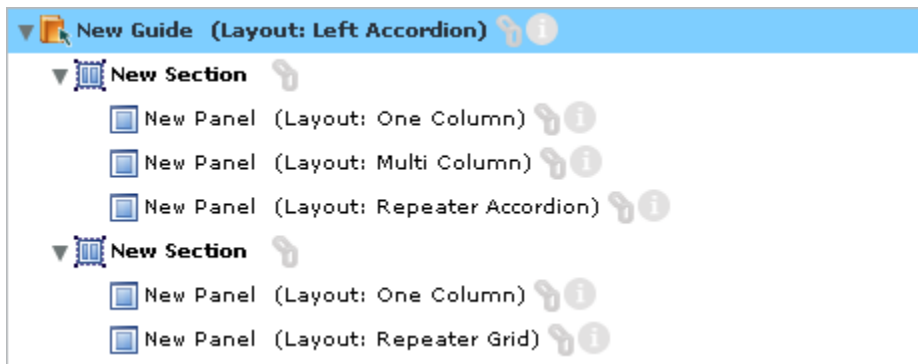 New Guide (Layout: Left Accordion)
New Section
New Panel (Layout: One Column)
New Panel (Layout: Multi Column)
New Panel (Layout: Repeater Accordion)
New Section
New Panel (Layout: One Column)
New Panel (Layout: Repeater Grid)